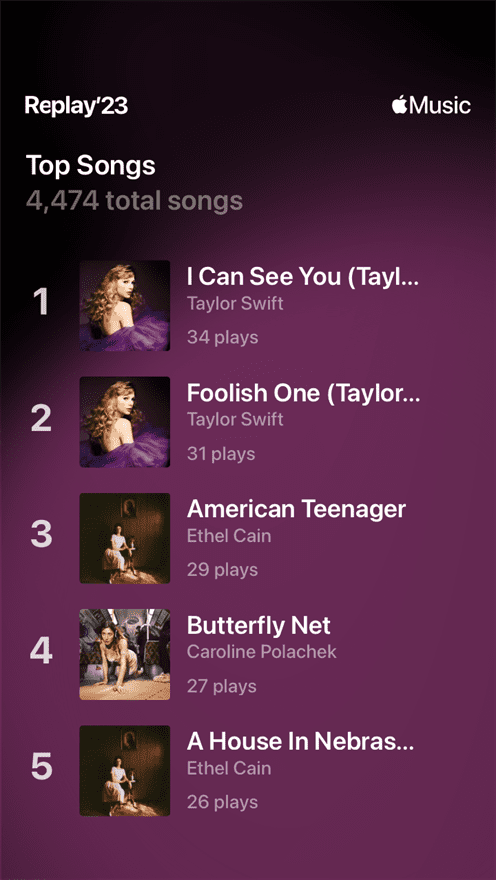 Replay'23
Music
Top Songs
4,474 total songs
1
I Can See You (Tayl...
Taylor Swift
34 plays
2
Foolish One (Taylor...
Taylor Swift
31 plays
3
American Teenager
Ethel Cain
29 plays
4
Butterfly Net
Caroline Polachek
27 plays
5
A House In Nebras...
Ethel Cain
26 plays